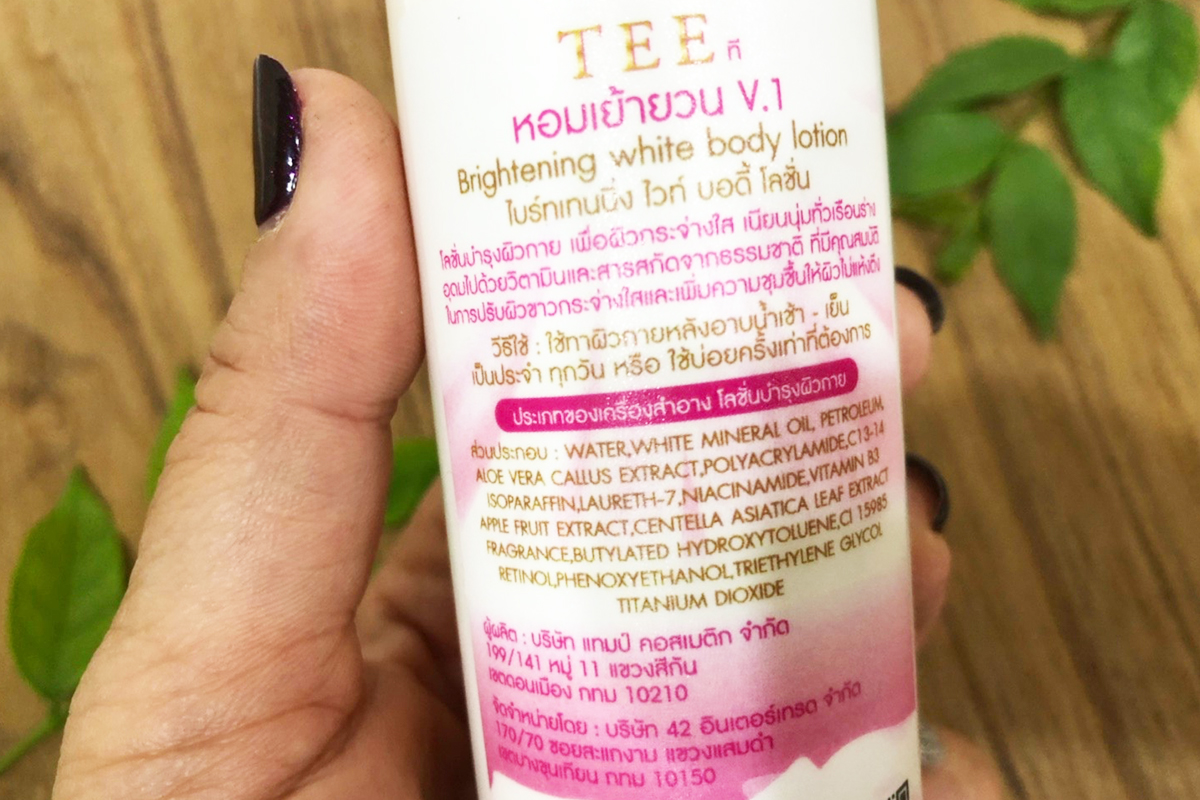 TEE ที
หอมเย้ายวน V.1
Brightening white body lotion
ไบร์ทเทนนิ่ง ไวท์ บอดี้ โลชั่น
โลชั่นบำรุงผิวกาย เพื่อผิวกระจ่างใส เนียนนุ่มทั่วเรือนร่าง
อุดมไปด้วยวิตามินและสารสกัดจากธรรมชาติ ที่มีคุณสมบัติ
ในการปรับผิวขาวกระจ่างใสและเพิ่มความชุมชื้นให้ผิวไม่แห้งตึง
วิธีใช้ : ใช้ทาผิวกายหลังอาบน้ำเช้า - เย็น
เป็นประจำ ทุกวัน หรือ ใช้บ่อยครั้งเท่าที่ต้องการ
ประเภทของเครื่องสำอาง โลชั่นบำรุงผิวกาย
ส่วนประกอบ : WATER,WHITE MINERAL OIL, PETROLEUM,
ALOE VERA CALLUS EXTRACT,POLYACRYLAMIDE,C13-14
ISOPARAFFIN,LAURETH-7,NIACINAMIDE,VITAMIN B3
APPLE FRUIT EXTRACT,CENTELLA ASIATICA LEAF EXTRACT
FRAGRANCE,BUTYLATED HYDROXYTOLUENE,CI 15985
RETINOL,PHENOXYETHANOL,TRIETHYLENE GLYCOL
TITANIUM DIOXIDE
ผู้ผลิต : บริษัท แทมป์ คอสเมติก จำกัด
199/141 หมู่ 11 แขวงสีกัน
เขตดอนเมือง กทม 10210
จัดจำหน่ายโดย : บริษัท 42 อินเตอร์เทรด จำกัด
170/70 ซอยสะแกงาม แขวงแสมดำ
เขตบางขุนเทียน กทม 10150